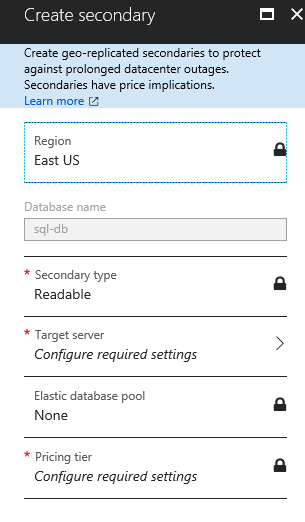 Create secondary
Create geo-replicated secondaries to protect
against prolonged datacenter outages.
Secondaries have price implications.
Learn more
Region
East US
Database name
sql-db
* Secondary type
Readable
* Target server
Configure required settings
Elastic database pool
None
* Pricing tier
Configure required settings